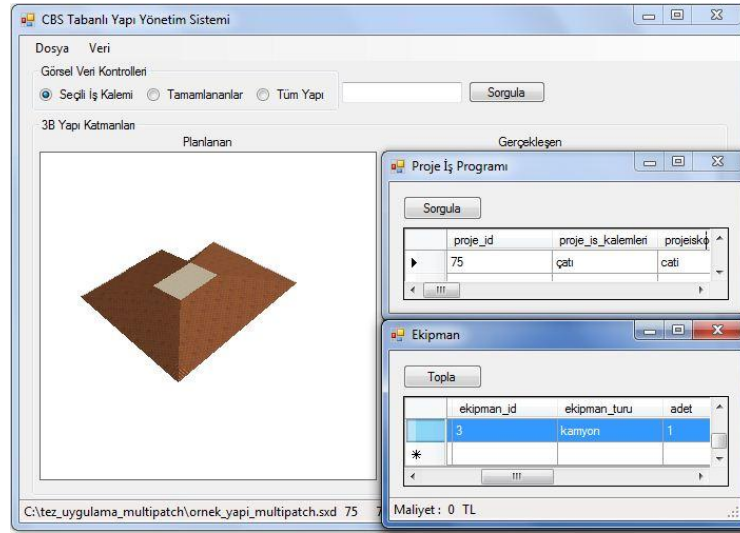 CBS Tabanlı Yapı Yönetim Sistemi
Dosya Veri
Görsel Veri Kontrolleri
Seçili İş Kalemi Tamamlananlar Tüm Yapı Sorgula
3B Yapı Katmanları
Planlanan Gerçekleşen
Proje İş Programı
Sorgula
proje_id proje_is_kalemleri projeisko
75 çatı cati
Ekipman
Topla
ekipman_id ekipman_turu adet
3 kamyon 1
Maliyet : 0 TL
C:\tez_uygulama_multipatch\ornek_yapi_multipatch.sxd 75